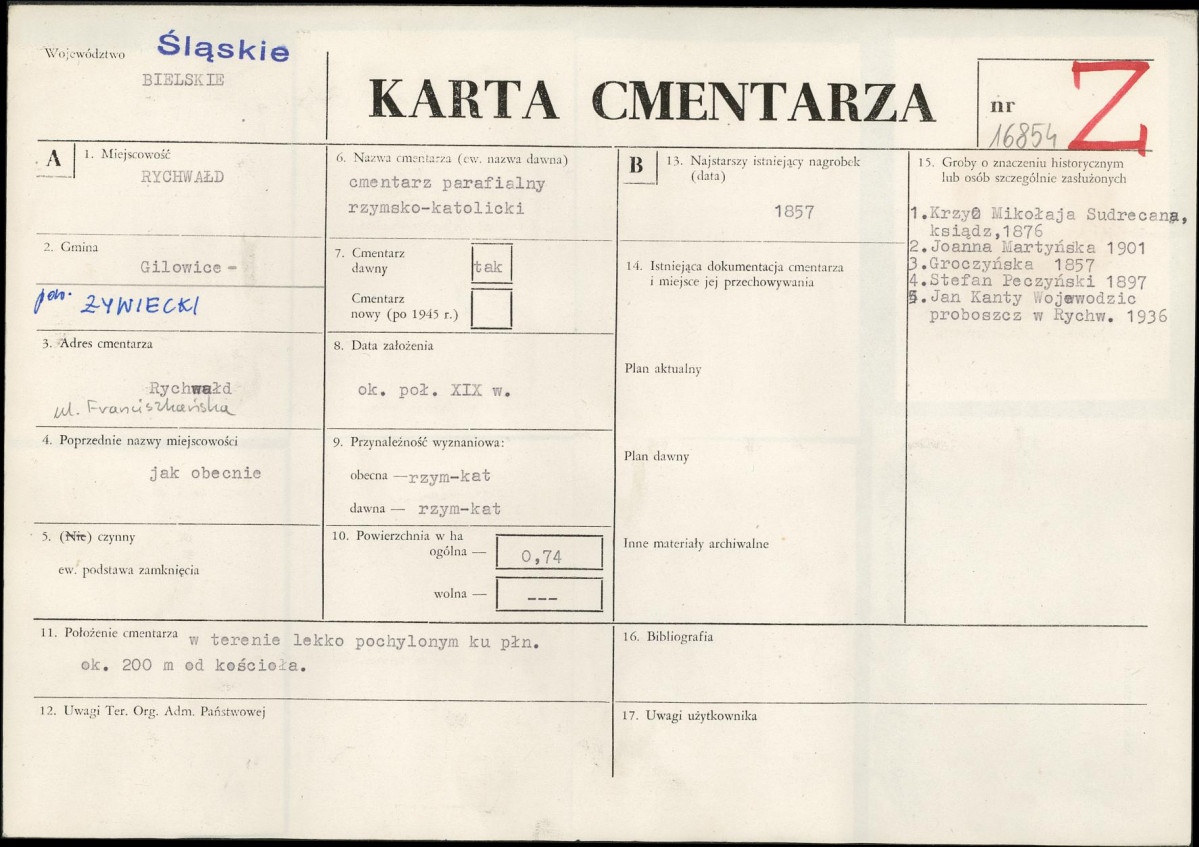 Województwo Śląskie
BIELSKIE
KARTA CMENTARZA
nr
16854
Z
A
1. Miejscowość
RYCHWAŁD
2. Gmina
Gilowice -
pow. ŻYWIECKI
3. Adres cmentarza
Rychwałd
ul. Franciszkańska
4. Poprzednie nazwy miejscowości
jak obecnie
5. (Nie) czynny
ew. podstawa zamknięcia
6. Nazwa cmentarza (ew. nazwa dawna)
cmentarz parafialny
rzymsko-katolicki
7. Cmentarz
dawny tak
Cmentarz
nowy (po 1945 r.)
8. Data założenia
ok. poł. XIX w.
9. Przynależność wyznaniowa:
obecna — rzym-kat
dawna — rzym-kat
10. Powierzchnia w ha
ogólna — 0,74
wolna — ---
11. Położenie cmentarza w terenie lekko pochylonym ku płn.
ok. 200 m od kościoła.
12. Uwagi Ter. Org. Adm. Państwowej
B
13. Najstarszy istniejący nagrobek
(data)
1857
14. Istniejąca dokumentacja cmentarza
i miejsce jej przechowywania
Plan aktualny
Plan dawny
Inne materiały archiwalne
15. Groby o znaczeniu historycznym
lub osób szczególnie zasłużonych
1. Krzyż Mikołaja Sudrecana,
ksiądz, 1876
2. Joanna Martyńska 1901
3. Groczyńska 1857
4. Stefan Peczyński 1897
5. Jan Kanty Wojewodzic
proboszcz w Rychw. 1936
16. Bibliografia
17. Uwagi użytkownika